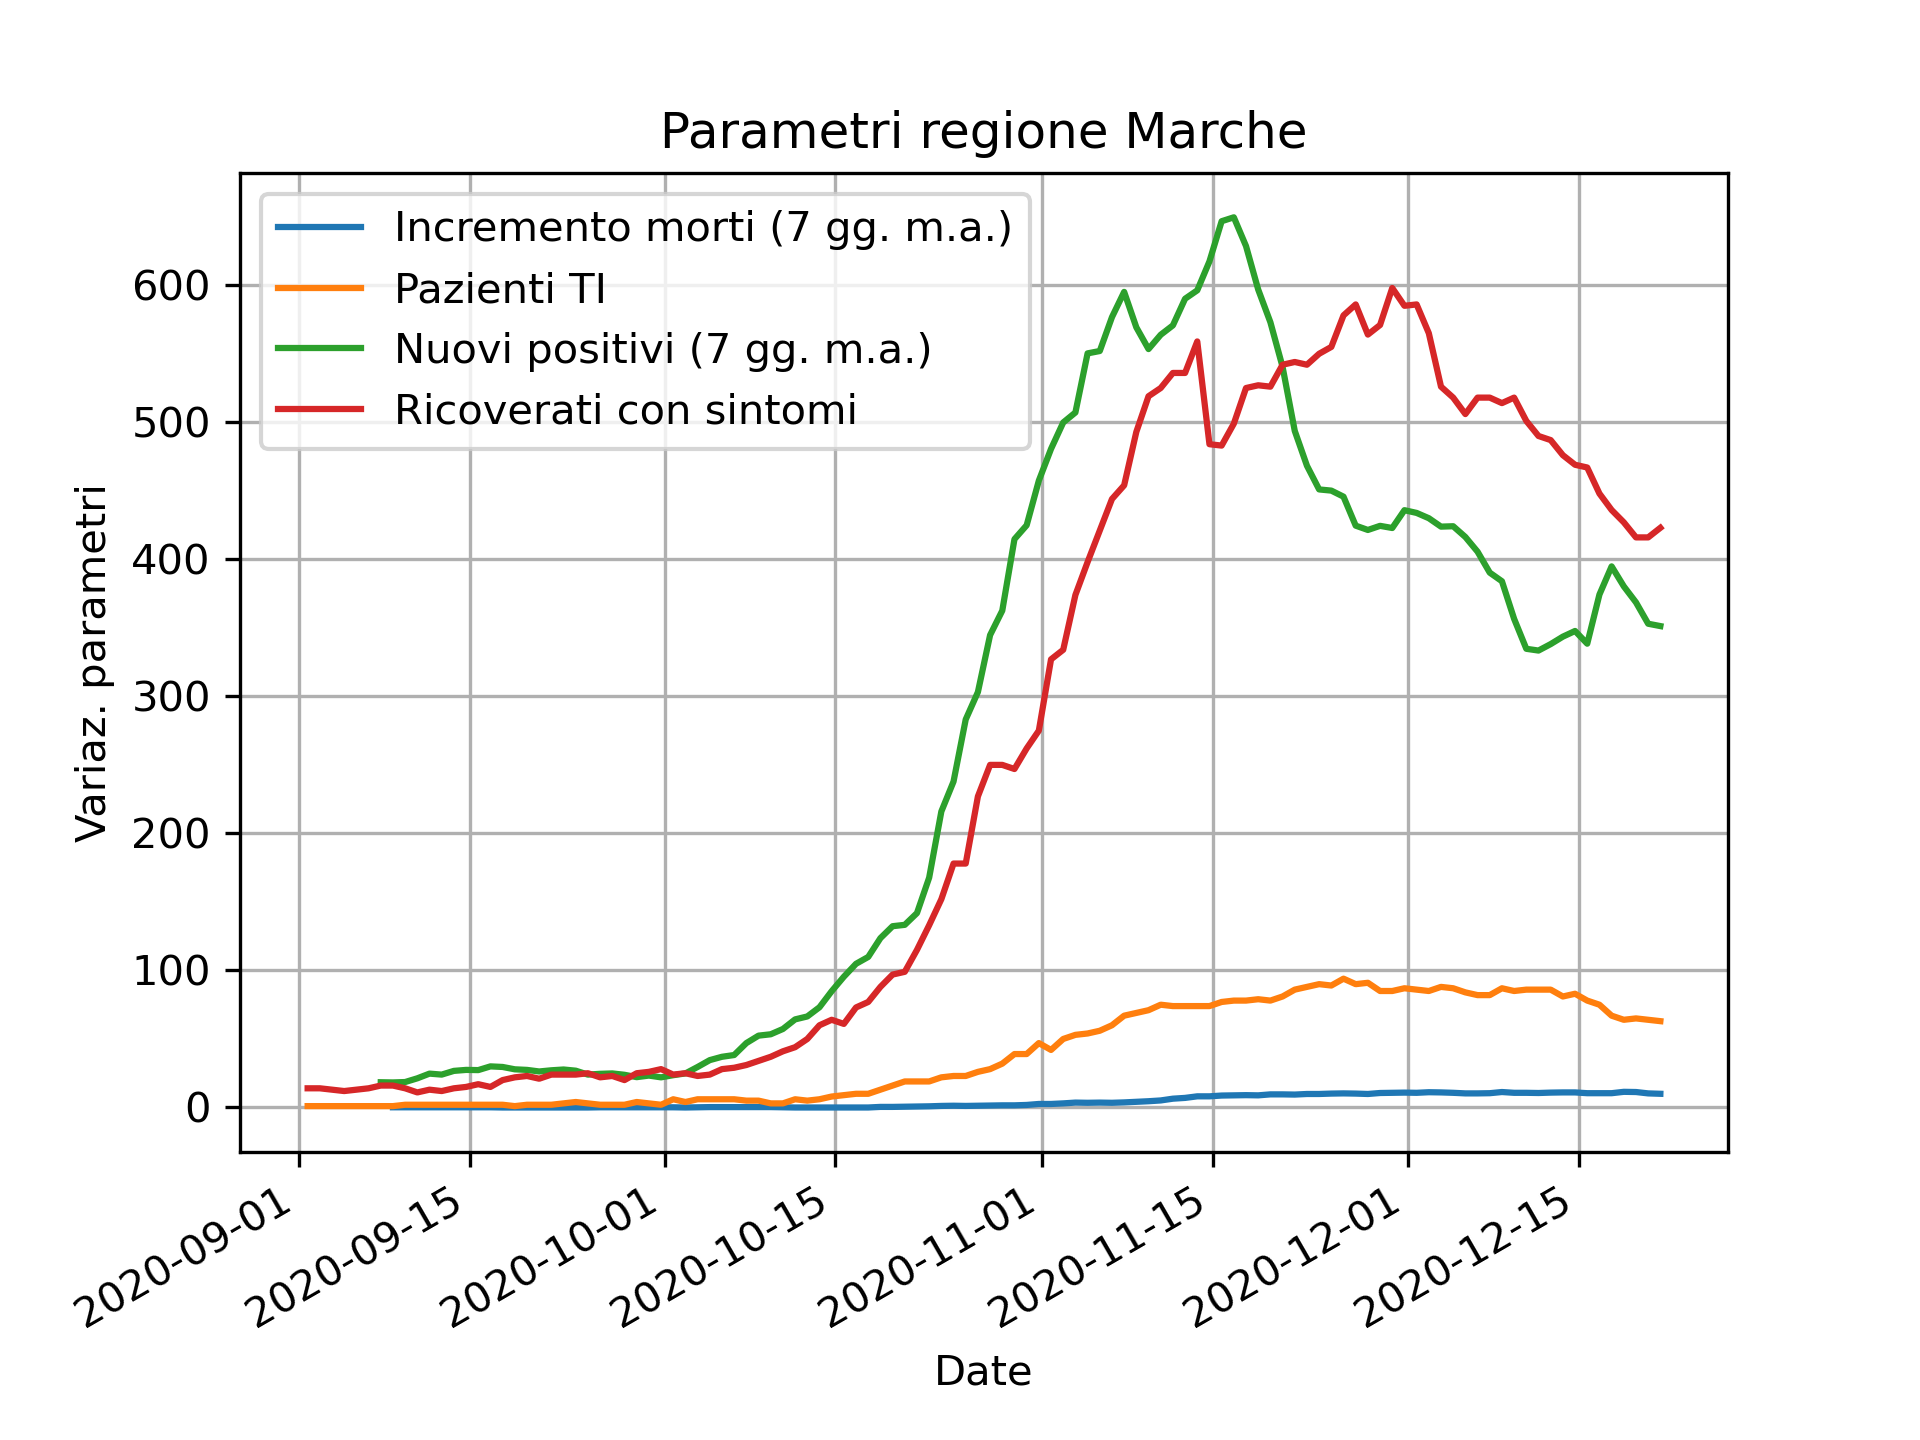 Parametri regione Marche
Incremento morti (7 gg. m.a.)
Pazienti TI
Nuovi positivi (7 gg. m.a.)
Ricoverati con sintomi
600
500
400
300
200
100
0
Variaz. parametri
2020-09-01
2020-09-15
2020-10-01
2020-10-15
2020-11-01
2020-11-15
2020-12-01
2020-12-15
Date